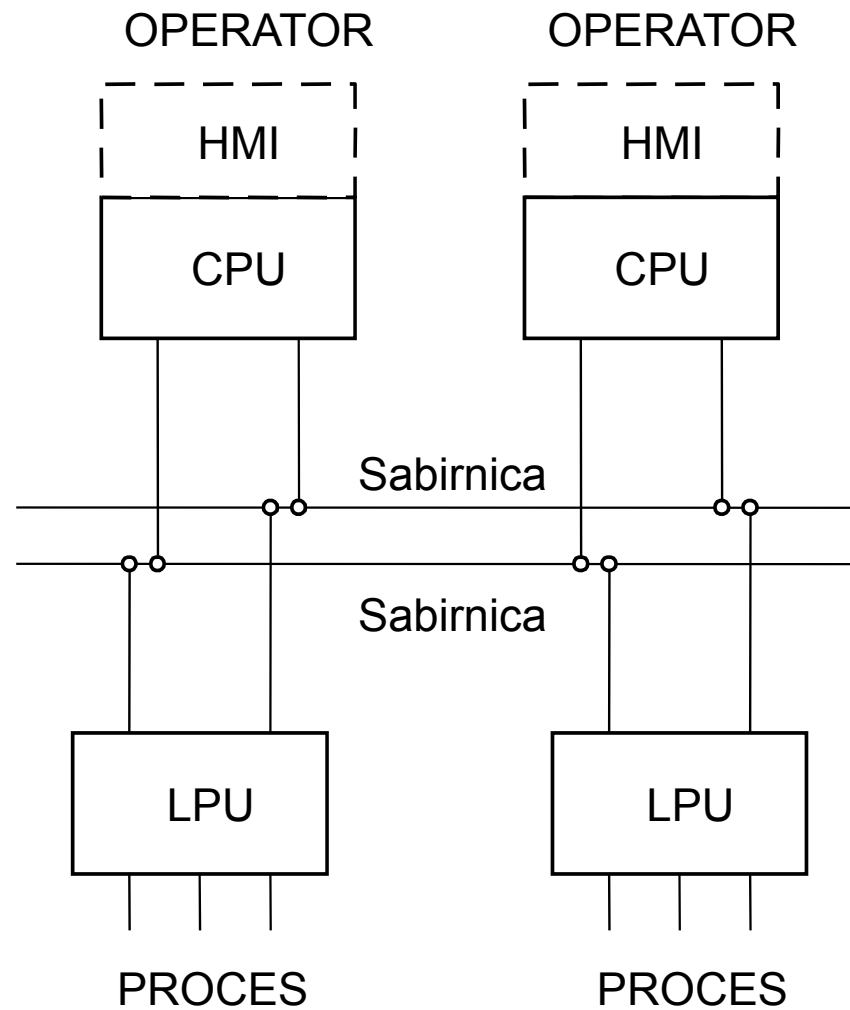 OPERATOR OPERATOR
HMI HMI
CPU CPU
Sabirnica
Sabirnica
LPU LPU
PROCES PROCES